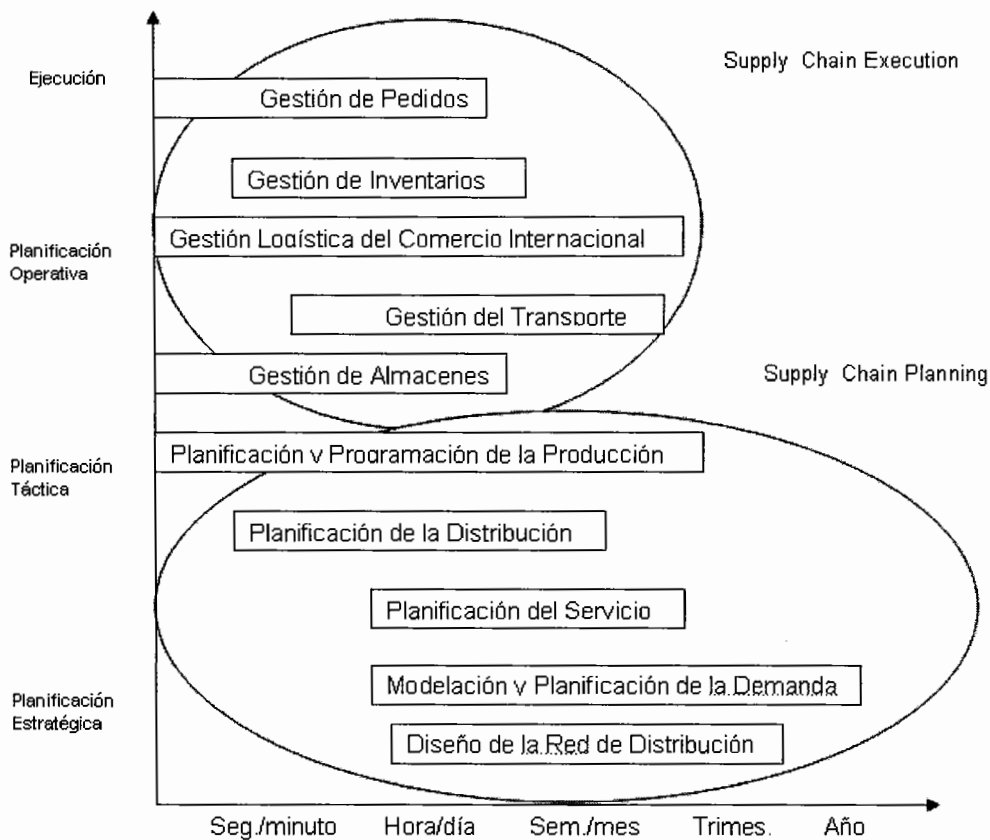 Supply Chain Execution
Ejecución
Gestión de Pedidos
Gestión de Inventarios
Gestión Logística del Comercio Internacional
Planificación
Operativa
Gestión del Transporte
Gestión de Almacenes
Supply Chain Planning
Planificación y Programación de la Producción
Planificación
Táctica
Planificación de la Distribución
Planificación del Servicio
Modelación y Planificación de la Demanda
Planificación
Estratégica
Diseño de la Red de Distribución
Seg./minuto Hora/día Sem./mes Trimes. Año